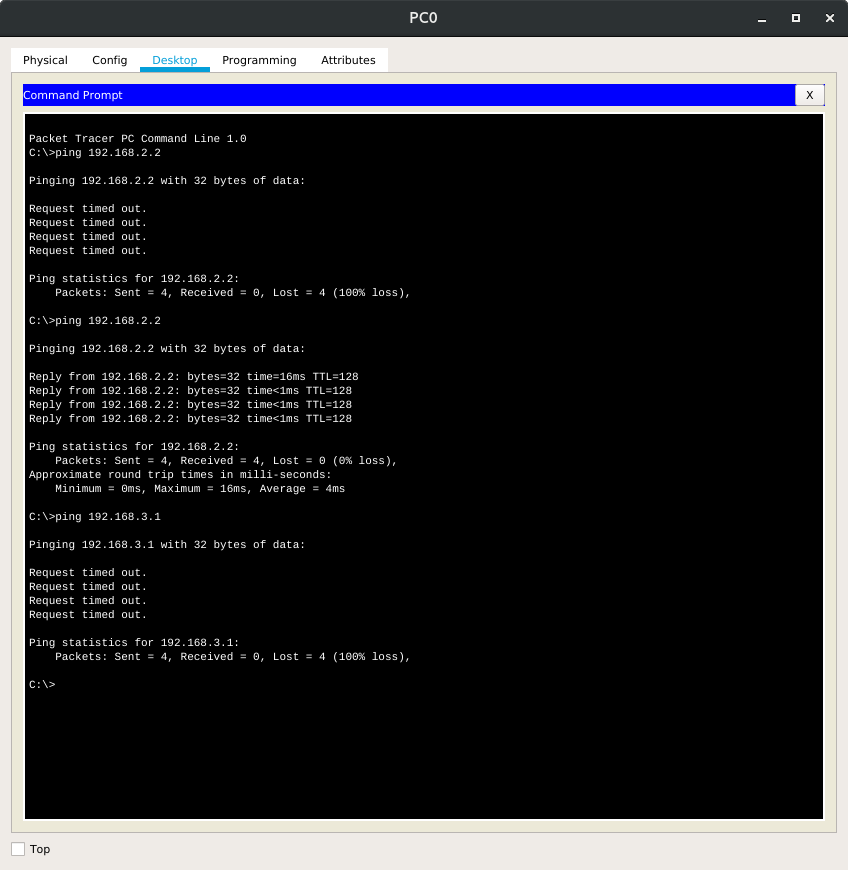 PC0
Physical Config Desktop Programming Attributes
Command Prompt X
Packet Tracer PC Command Line 1.0
C:\>ping 192.168.2.2
Pinging 192.168.2.2 with 32 bytes of data:
Request timed out.
Request timed out.
Request timed out.
Request timed out.
Ping statistics for 192.168.2.2:
    Packets: Sent = 4, Received = 0, Lost = 4 (100% loss),
C:\>ping 192.168.2.2
Pinging 192.168.2.2 with 32 bytes of data:
Reply from 192.168.2.2: bytes=32 time=16ms TTL=128
Reply from 192.168.2.2: bytes=32 time<1ms TTL=128
Reply from 192.168.2.2: bytes=32 time<1ms TTL=128
Reply from 192.168.2.2: bytes=32 time<1ms TTL=128
Ping statistics for 192.168.2.2:
    Packets: Sent = 4, Received = 4, Lost = 0 (0% loss),
Approximate round trip times in milli-seconds:
    Minimum = 0ms, Maximum = 16ms, Average = 4ms
C:\>ping 192.168.3.1
Pinging 192.168.3.1 with 32 bytes of data:
Request timed out.
Request timed out.
Request timed out.
Request timed out.
Ping statistics for 192.168.3.1:
    Packets: Sent = 4, Received = 0, Lost = 4 (100% loss),
C:\>
Top